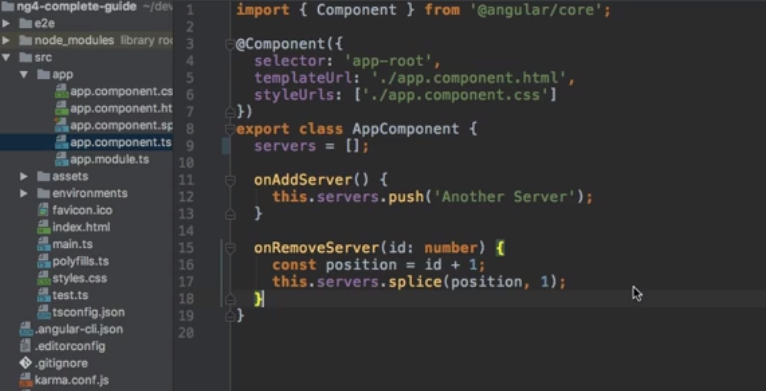 ng4-complete-guide ~/dev
e2e
node_modules library roo
src
app
app.component.cs
app.component.ht
app.component.sp
app.component.ts
app.module.ts
assets
environments
favicon.ico
index.html
main.ts
polyfills.ts
styles.css
test.ts
tsconfig.json
.angular-cli.json
.editorconfig
.gitignore
karma.conf.js
1 import { Component } from '@angular/core';
2
3 @Component({
4 selector: 'app-root',
5 templateUrl: './app.component.html',
6 styleUrls: ['./app.component.css']
7 })
8 export class AppComponent {
9 servers = [];
10
11 onAddServer() {
12 this.servers.push('Another Server');
13 }
14
15 onRemoveServer(id: number) {
16 const position = id + 1;
17 this.servers.splice(position, 1);
18 }
19 }
20